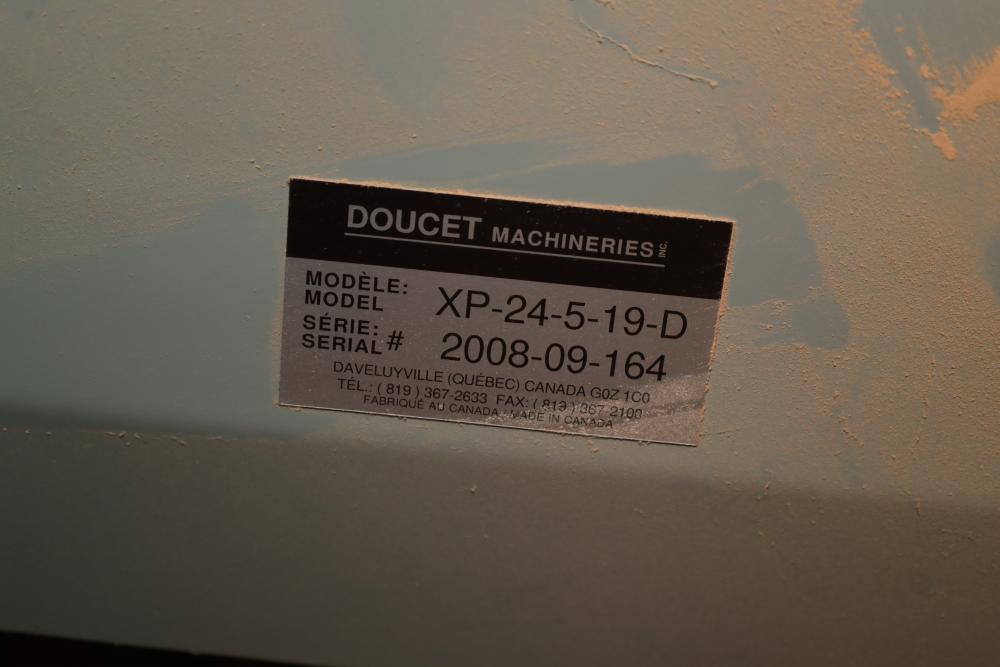 DOUCET MACHINERIES INC.
MODÈLE: XP-24-5-19-D
MODEL
SÉRIE: # 2008-09-164
SERIAL
DAVELUYVILLE (QUÉBEC) CANADA G0Z 1C0
TÉL.: (819) 367-2633 FAX: (819) 367-2100
FABRIQUÉ AU CANADA - MADE IN CANADA